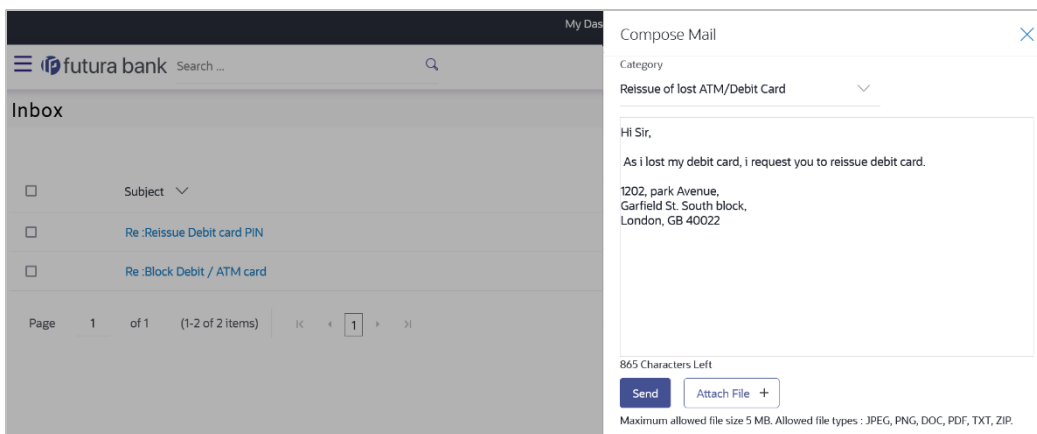 My Das
futura bank Search ...
Inbox
Subject
Re :Reissue Debit card PIN
Re :Block Debit / ATM card
Page 1 of 1 (1-2 of 2 items) 1
Compose Mail
Category
Reissue of lost ATM/Debit Card
Hi Sir,
As i lost my debit card, i request you to reissue debit card.
1202, park Avenue,
Garfield St. South block,
London, GB 40022
865 Characters Left
Send Attach File +
Maximum allowed file size 5 MB. Allowed file types : JPEG, PNG, DOC, PDF, TXT, ZIP.